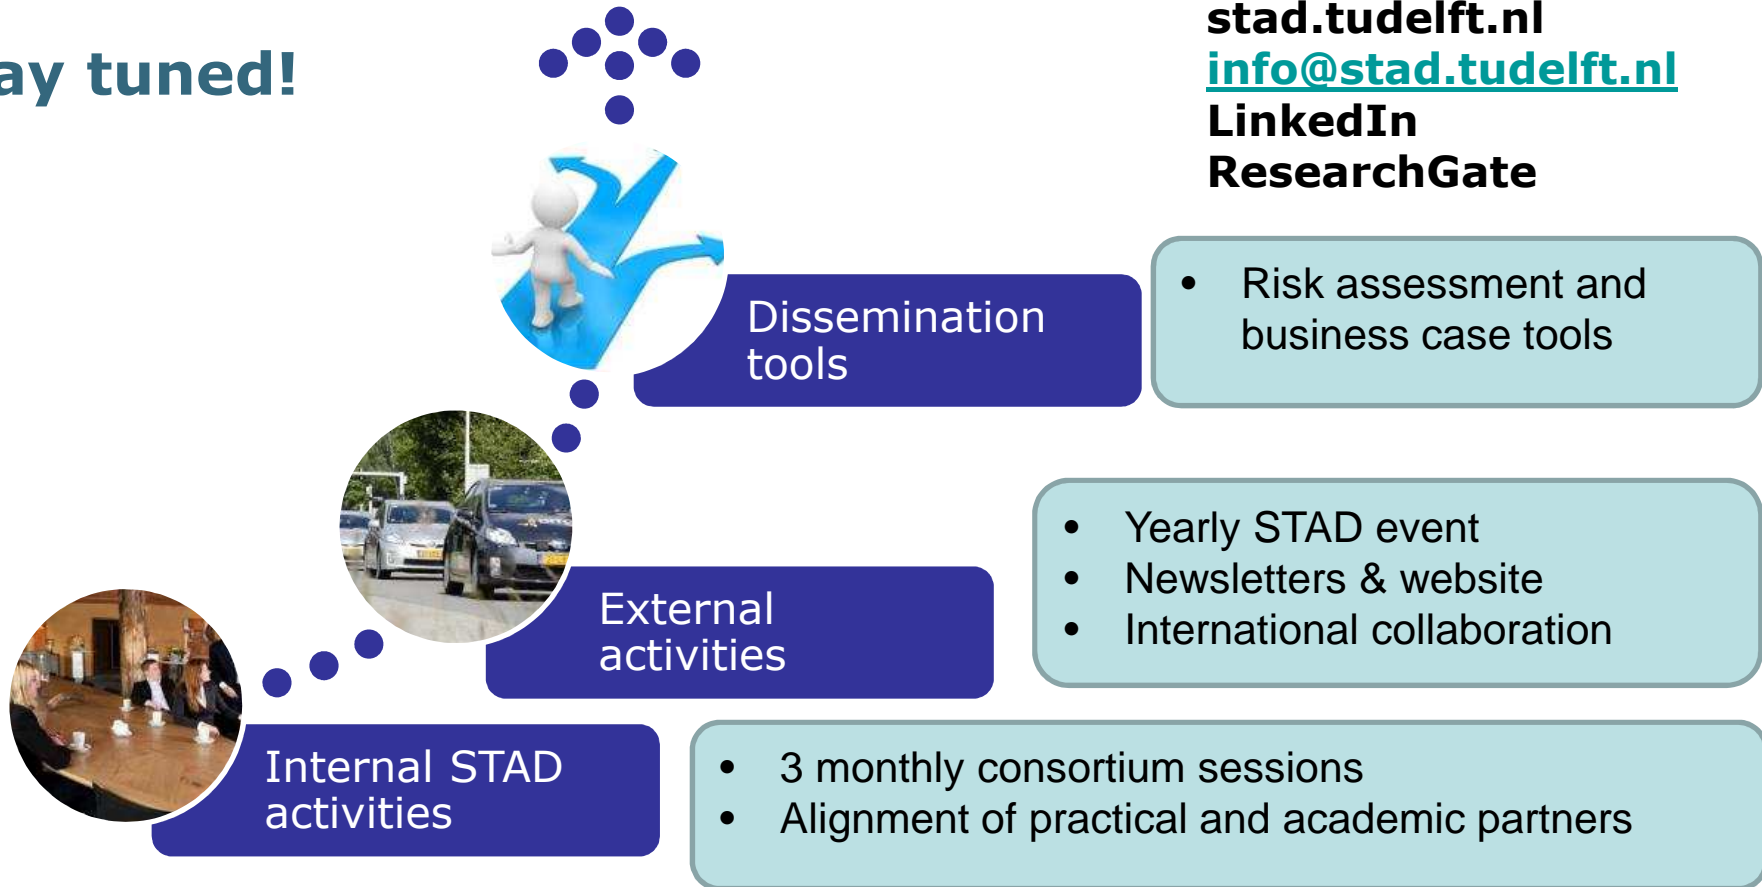 ay tuned!
stad.tudelft.nl
info@stad.tudelft.nl
LinkedIn
ResearchGate
Dissemination
tools
• Risk assessment and
business case tools
External
activities
• Yearly STAD event
• Newsletters & website
• International collaboration
Internal STAD
activities
• 3 monthly consortium sessions
• Alignment of practical and academic partners